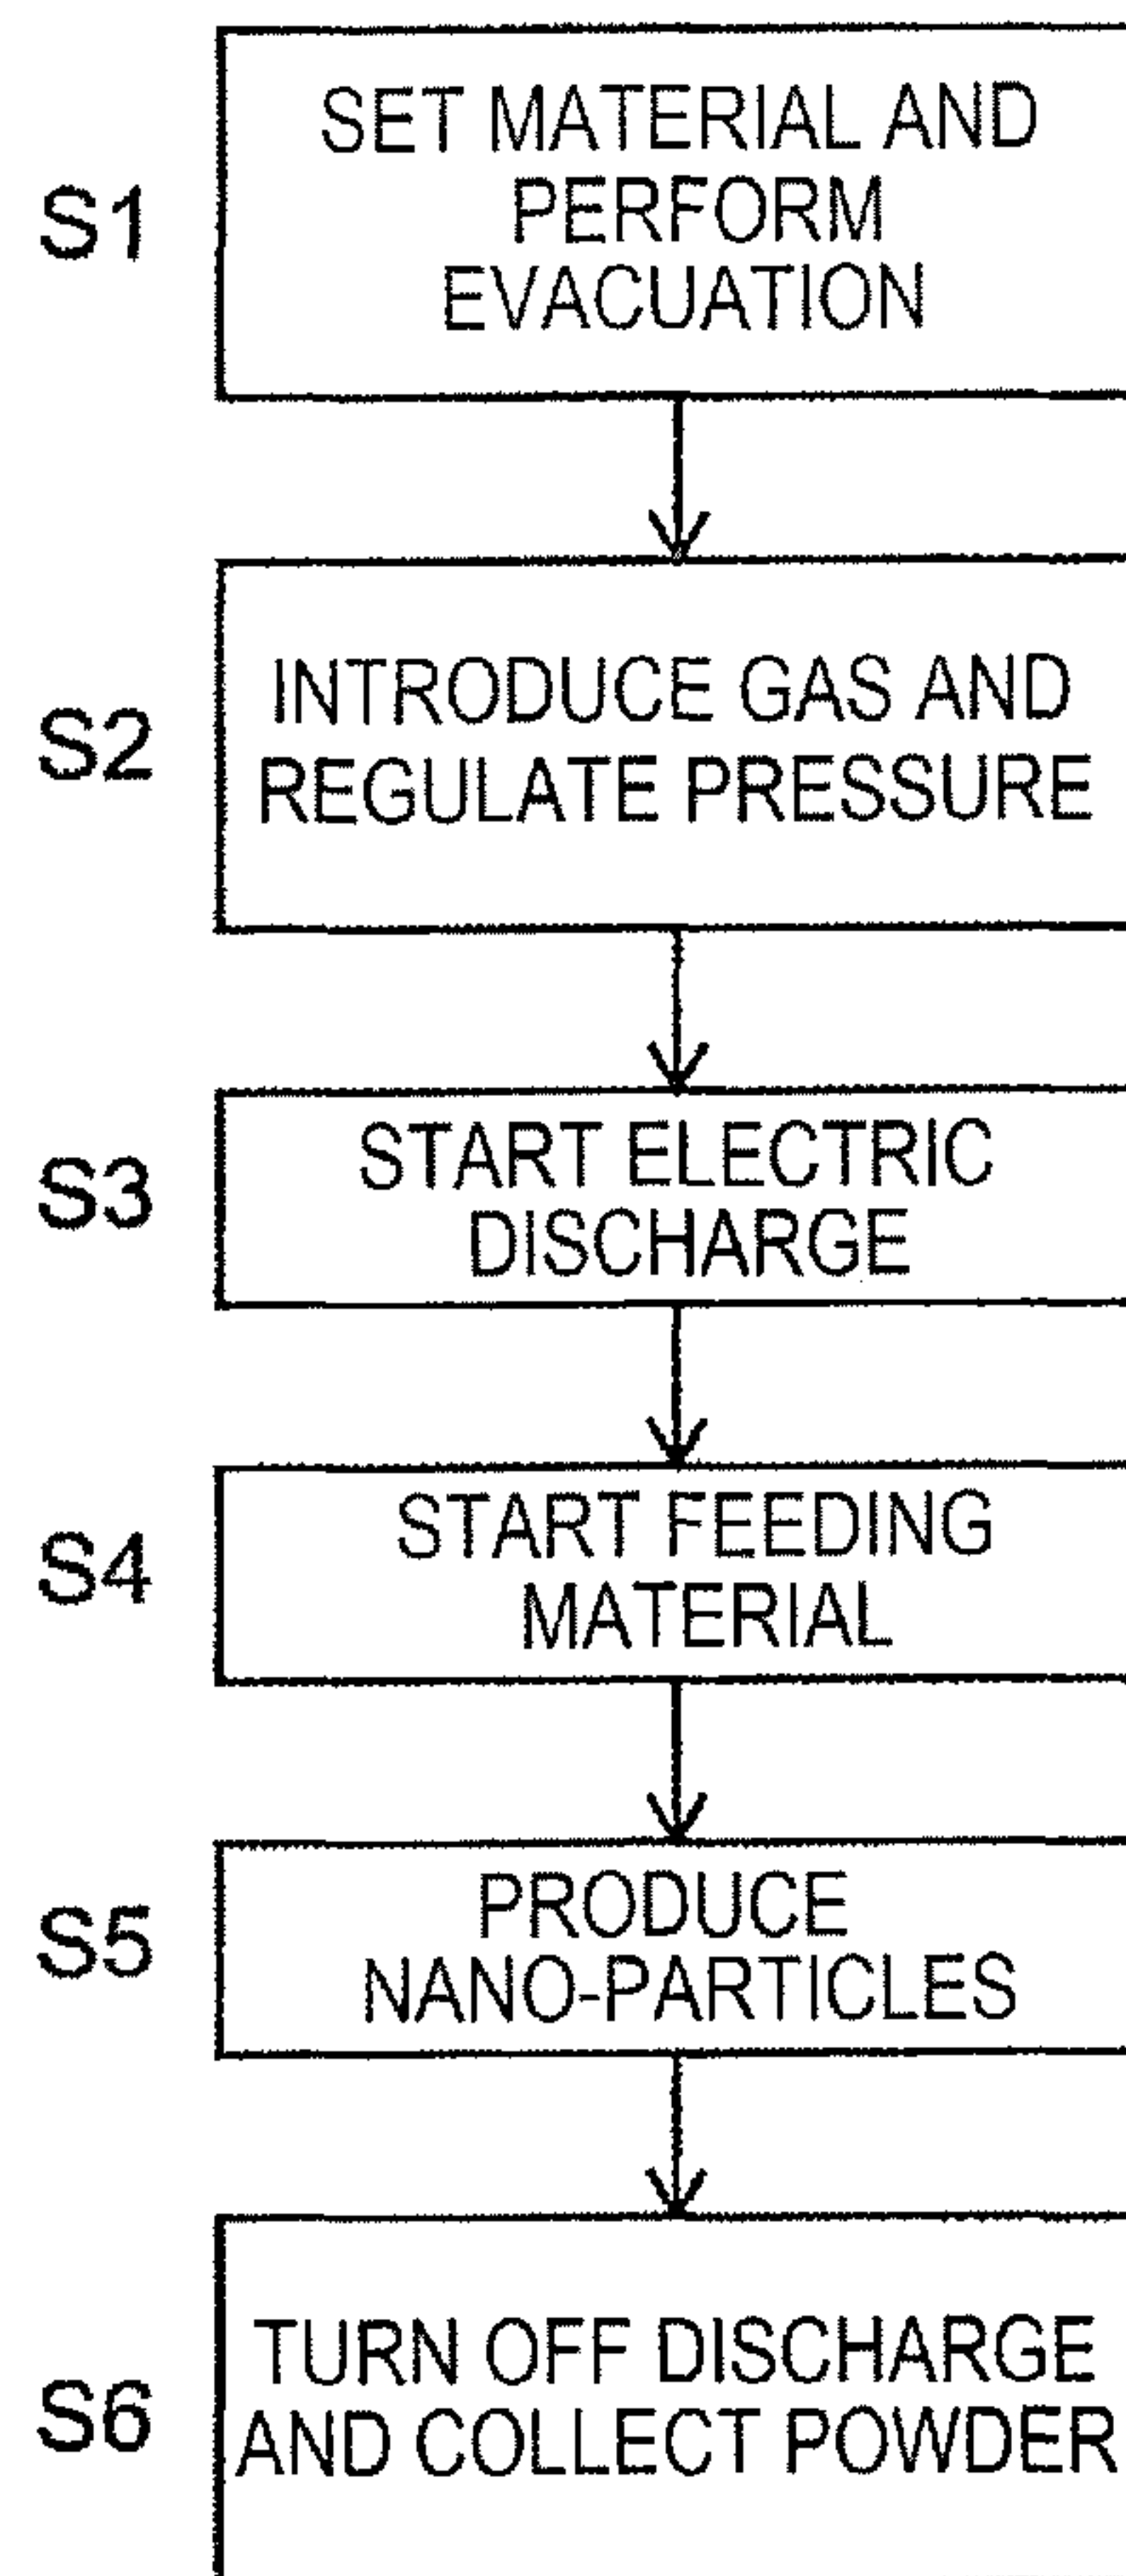 S1
SET MATERIAL AND
PERFORM
EVACUATION
S2
INTRODUCE GAS AND
REGULATE PRESSURE
S3
START ELECTRIC
DISCHARGE
S4
START FEEDING
MATERIAL
S5
PRODUCE
NANO-PARTICLES
S6
TURN OFF DISCHARGE
AND COLLECT POWDER